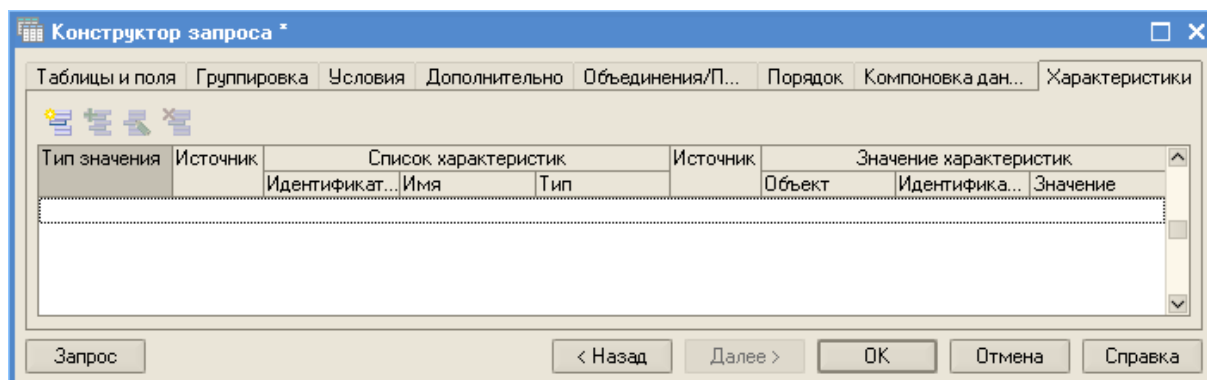 Конструктор запроса *
Таблицы и поля Группировка Условия Дополнительно Объединения/П... Порядок Компоновка дан... Характеристики
Тип значения Источник Список характеристик Источник Значение характеристик
Идентификат... Имя Тип Объект Идентифика... Значение
Запрос < Назад Далее > OK Отмена Справка